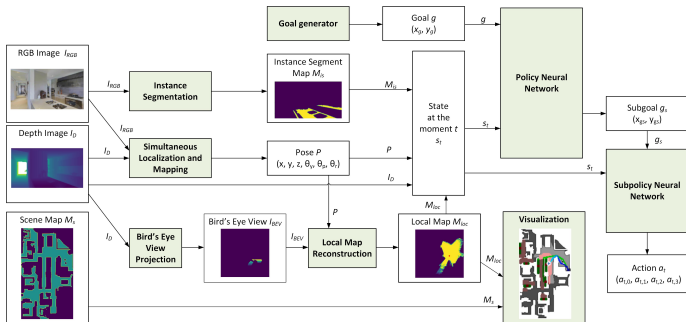 Goal generator
Goal g
(xg, yg)
g
RGB Image IRGB
IRGB
Instance
Segmentation
Instance Segment
Map Mis
Mis
State
at the
moment t
st
st
Policy Neural
Network
Subgoal gs
(xgs, ygs)
gs
IRGB
Depth Image ID
ID
Simultaneous
Localization and
Mapping
Pose P
(x, y, z, θy, θp, θr)
P
ID
st
Subpolicy Neural
Network
Mloc
P
Scene Map Ms
ID
Bird's Eye
View
Projection
Bird's Eye View IBEV
IBEV
Local Map
Reconstruction
Local Map Mloc
Mloc
Ms
Visualization
Action at
(at,0, at,1, at,2, at,3)